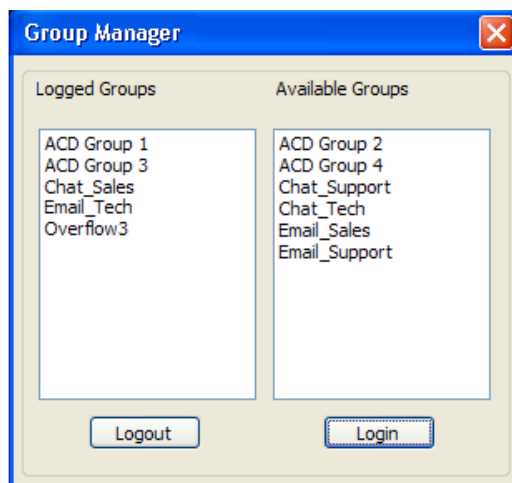 Group Manager
Logged Groups
Available Groups
ACD Group 1
ACD Group 3
Chat_Sales
Email_Tech
Overflow3
ACD Group 2
ACD Group 4
Chat_Support
Chat_Tech
Email_Sales
Email_Support
Logout
Login